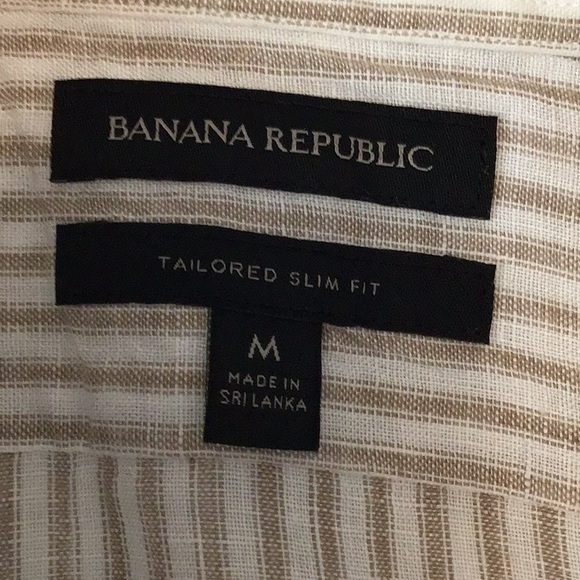 BANANA REPUBLIC
TAILORED SLIM FIT
M
MADE IN
SRI LANKA